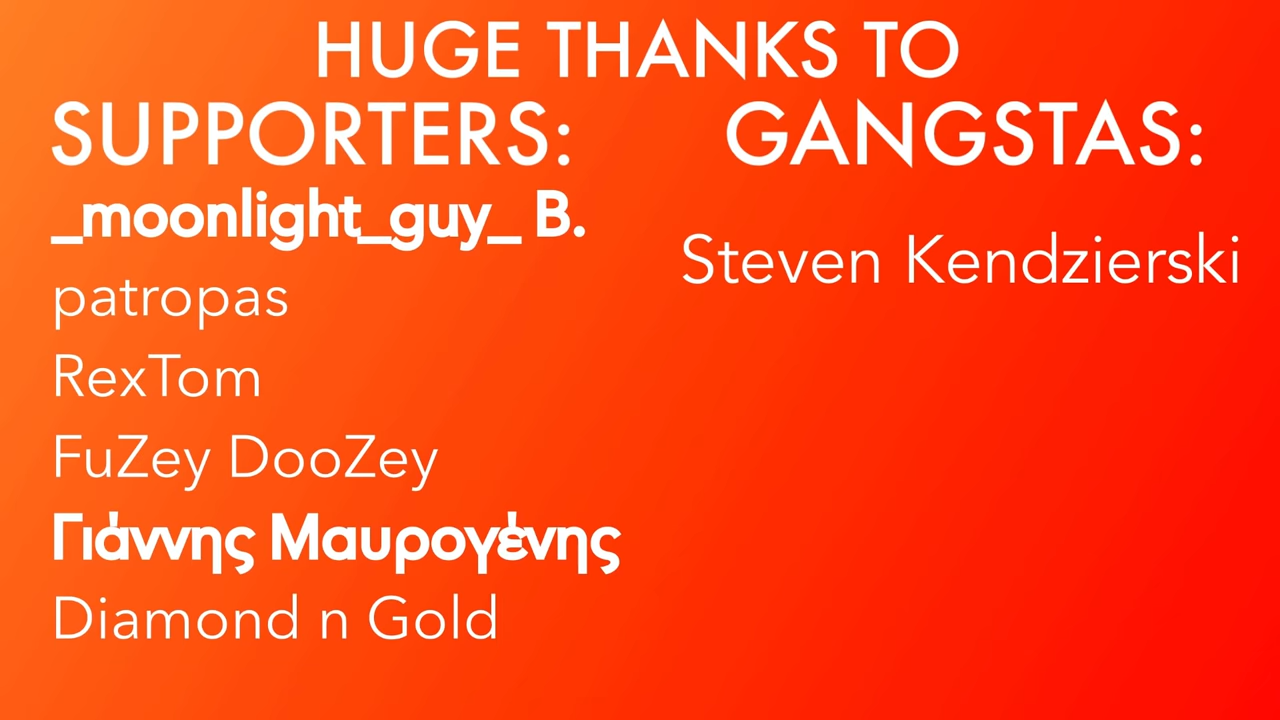 HUGE THANKS TO
SUPPORTERS:
_moonlight_guy_ B.
patropas
RexTom
FuZey DooZey
Γιάννης Μαυρογένης
Diamond n Gold
GANGSTAS:
Steven Kendzierski